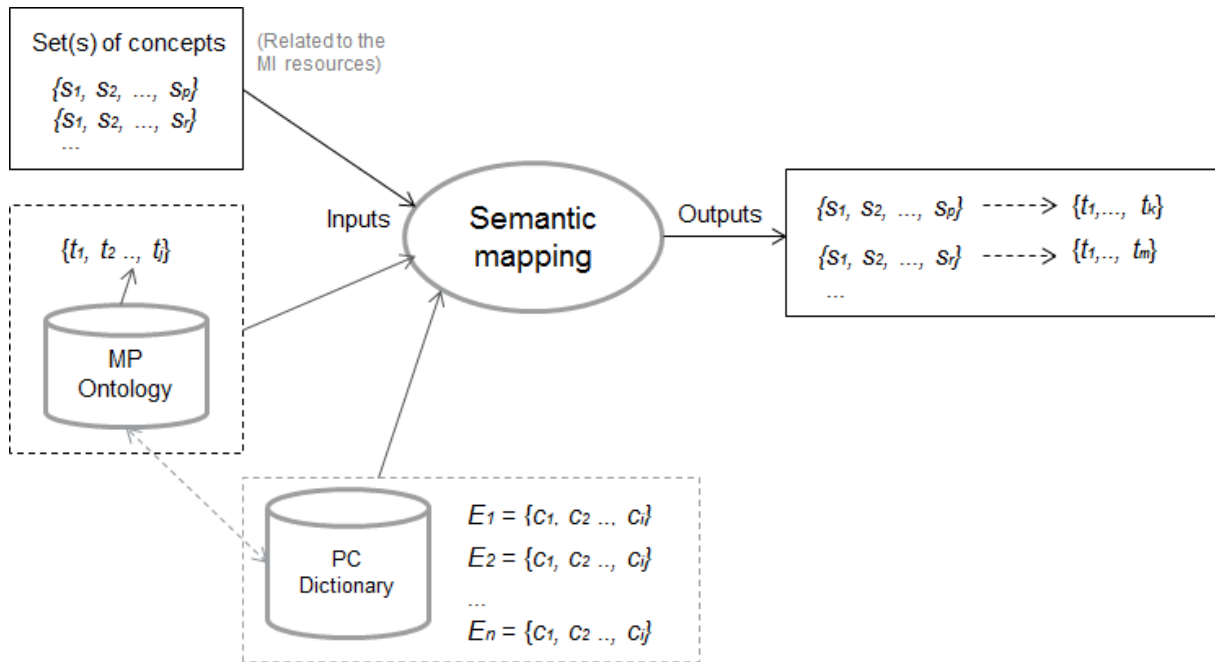 Set(s) of concepts
{s1, s2, ..., sp}
{s1, s2, ..., sr}
...
(Related to the
MI resources)
Inputs
Semantic
mapping
Outputs
{s1, s2, ..., sp} {t1,..., tk}
{s1, s2, ..., sr} {t1,.., tm}
...
{t1, t2 .., tj}
MP
Ontology
PC
Dictionary
E1 = {c1, c2 .., ci}
E2 = {c1, c2 .., ci}
...
En = {c1, c2 .., ci}